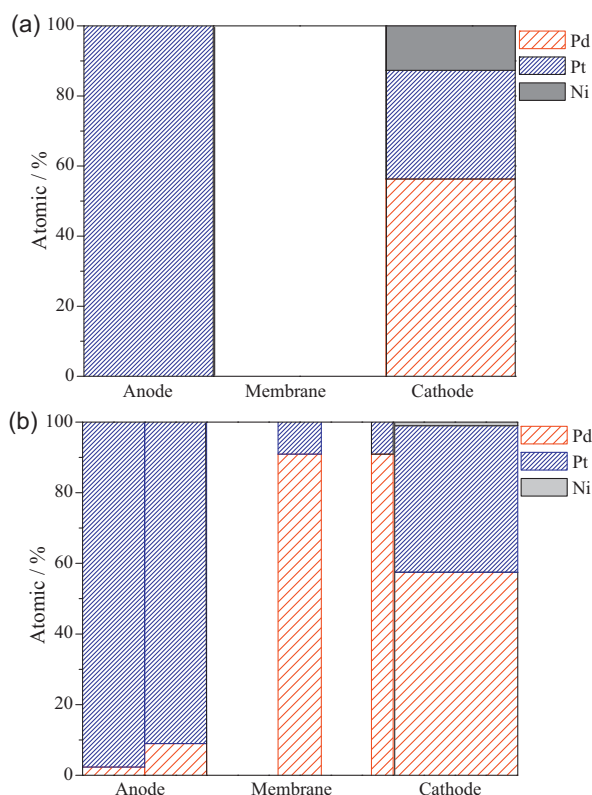 (a)
100
80
60
40
20
0
Atomic / %
Anode Membrane Cathode
Pd
Pt
Ni
(b)
100
80
60
40
20
0
Atomic / %
Anode Membrane Cathode
Pd
Pt
Ni